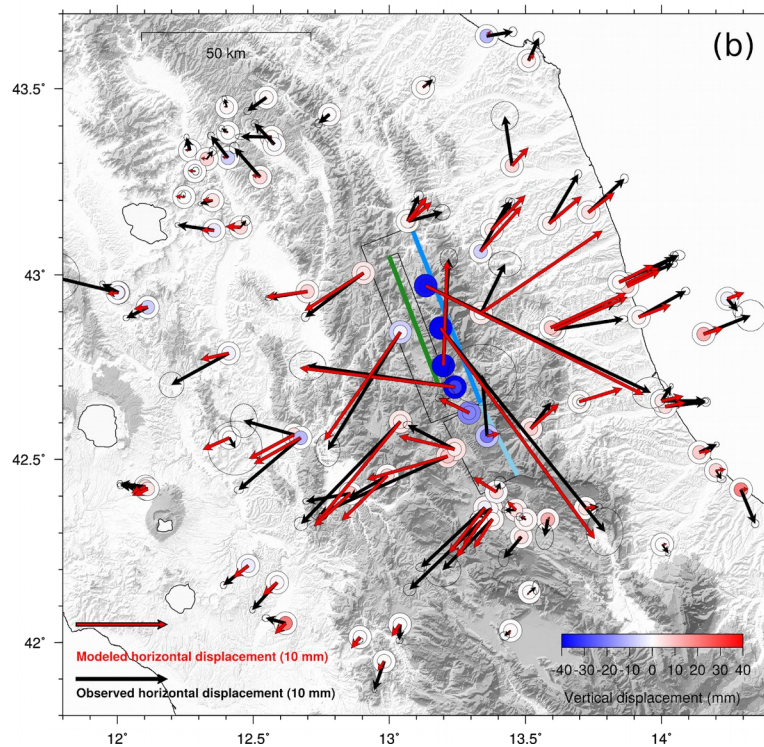 (b)
50 km
43.5˚
43˚
42.5˚
42˚
Modeled horizontal displacement (10 mm)
Observed horizontal displacement (10 mm)
-40 -30 -20 -10 0 10 20 30 40
Vertical displacement (mm)
12˚ 12.5˚ 13˚ 13.5˚ 14˚